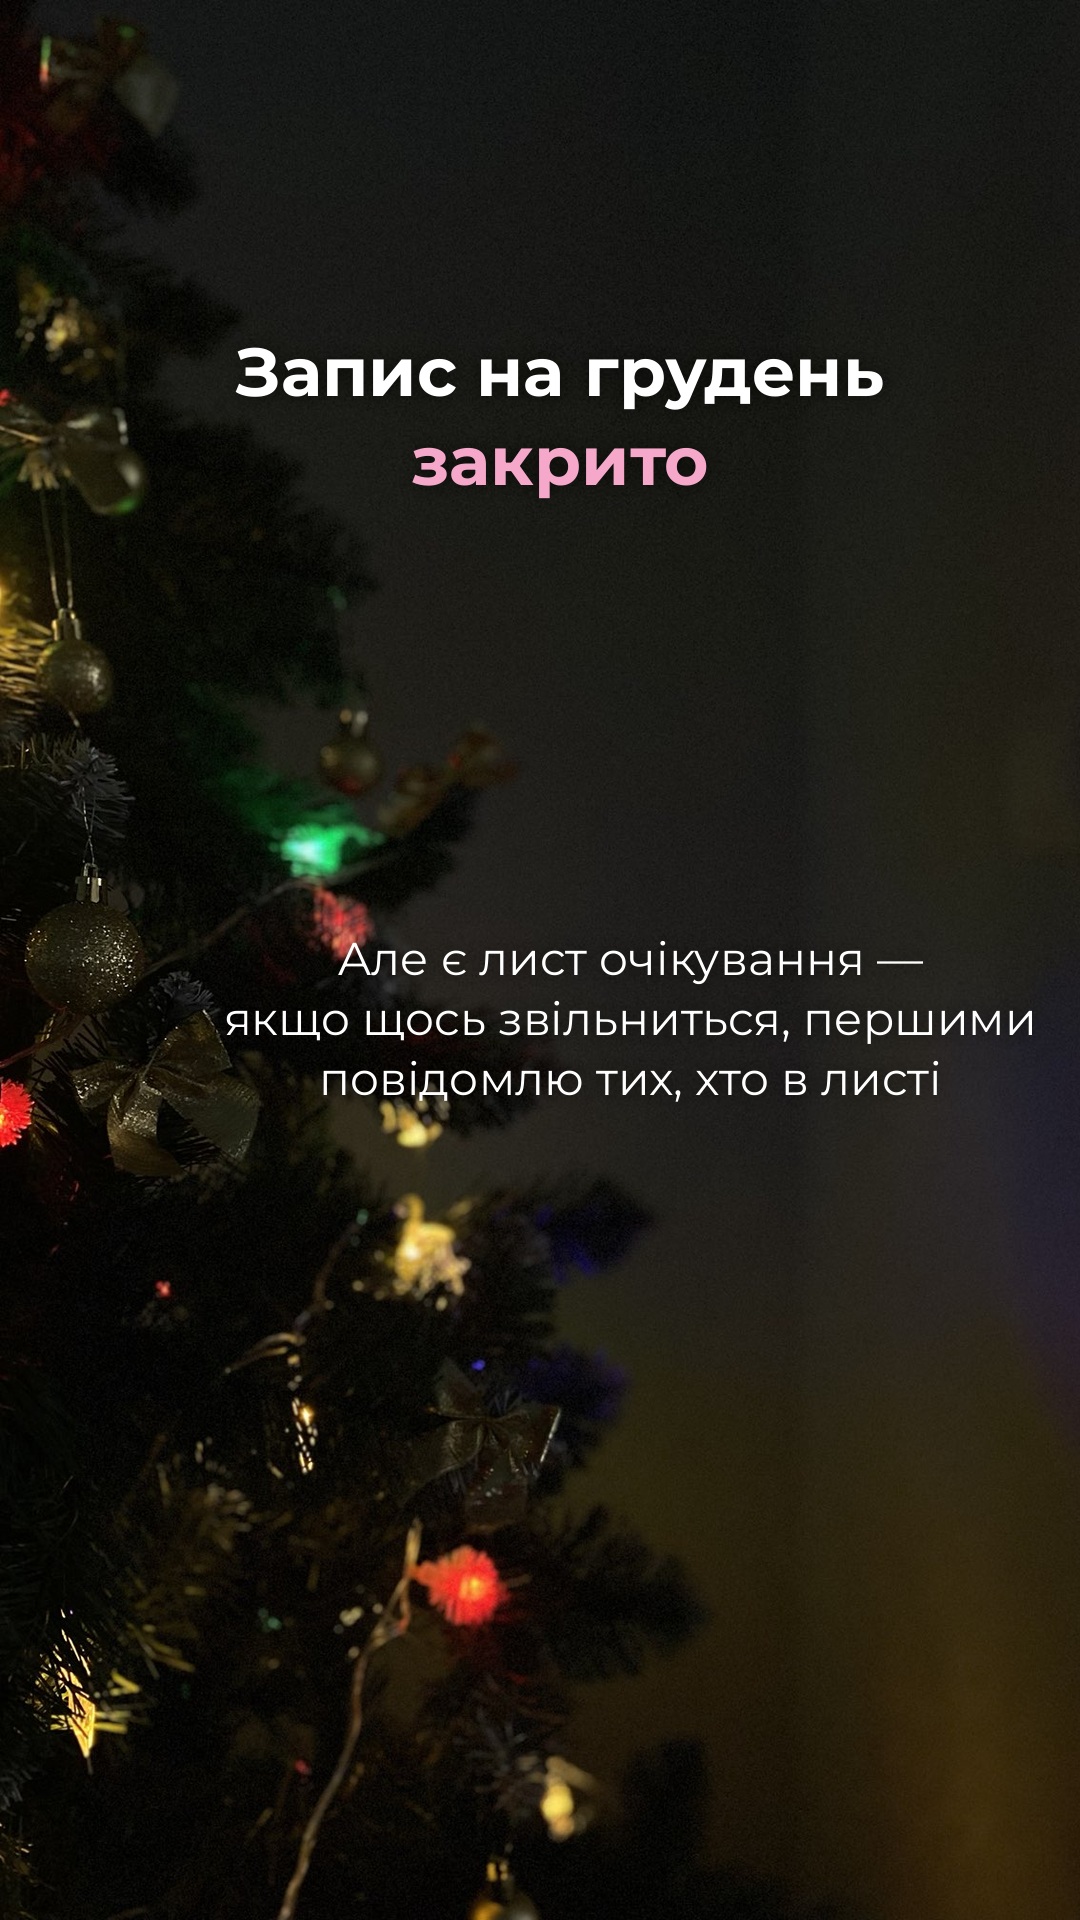 Запис на грудень
закрито
Але є лист очікування —
якщо щось звільниться, першими
повідомлю тих, хто в листі